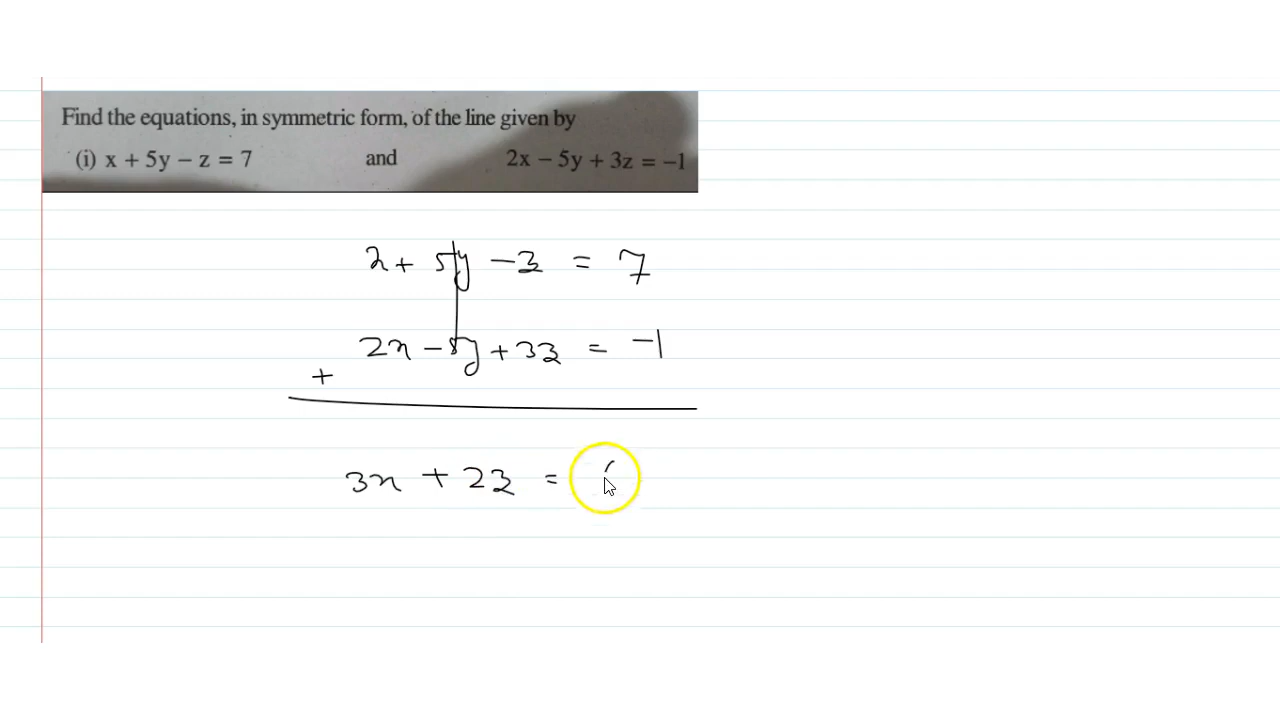 Find the equations, in symmetric form, of the line given by
(i) x + 5y − z = 7 and 2x − 5y + 3z = −1
x + 5y − z = 7
2x − 5y + 3z = −1
+
3x + 2z =